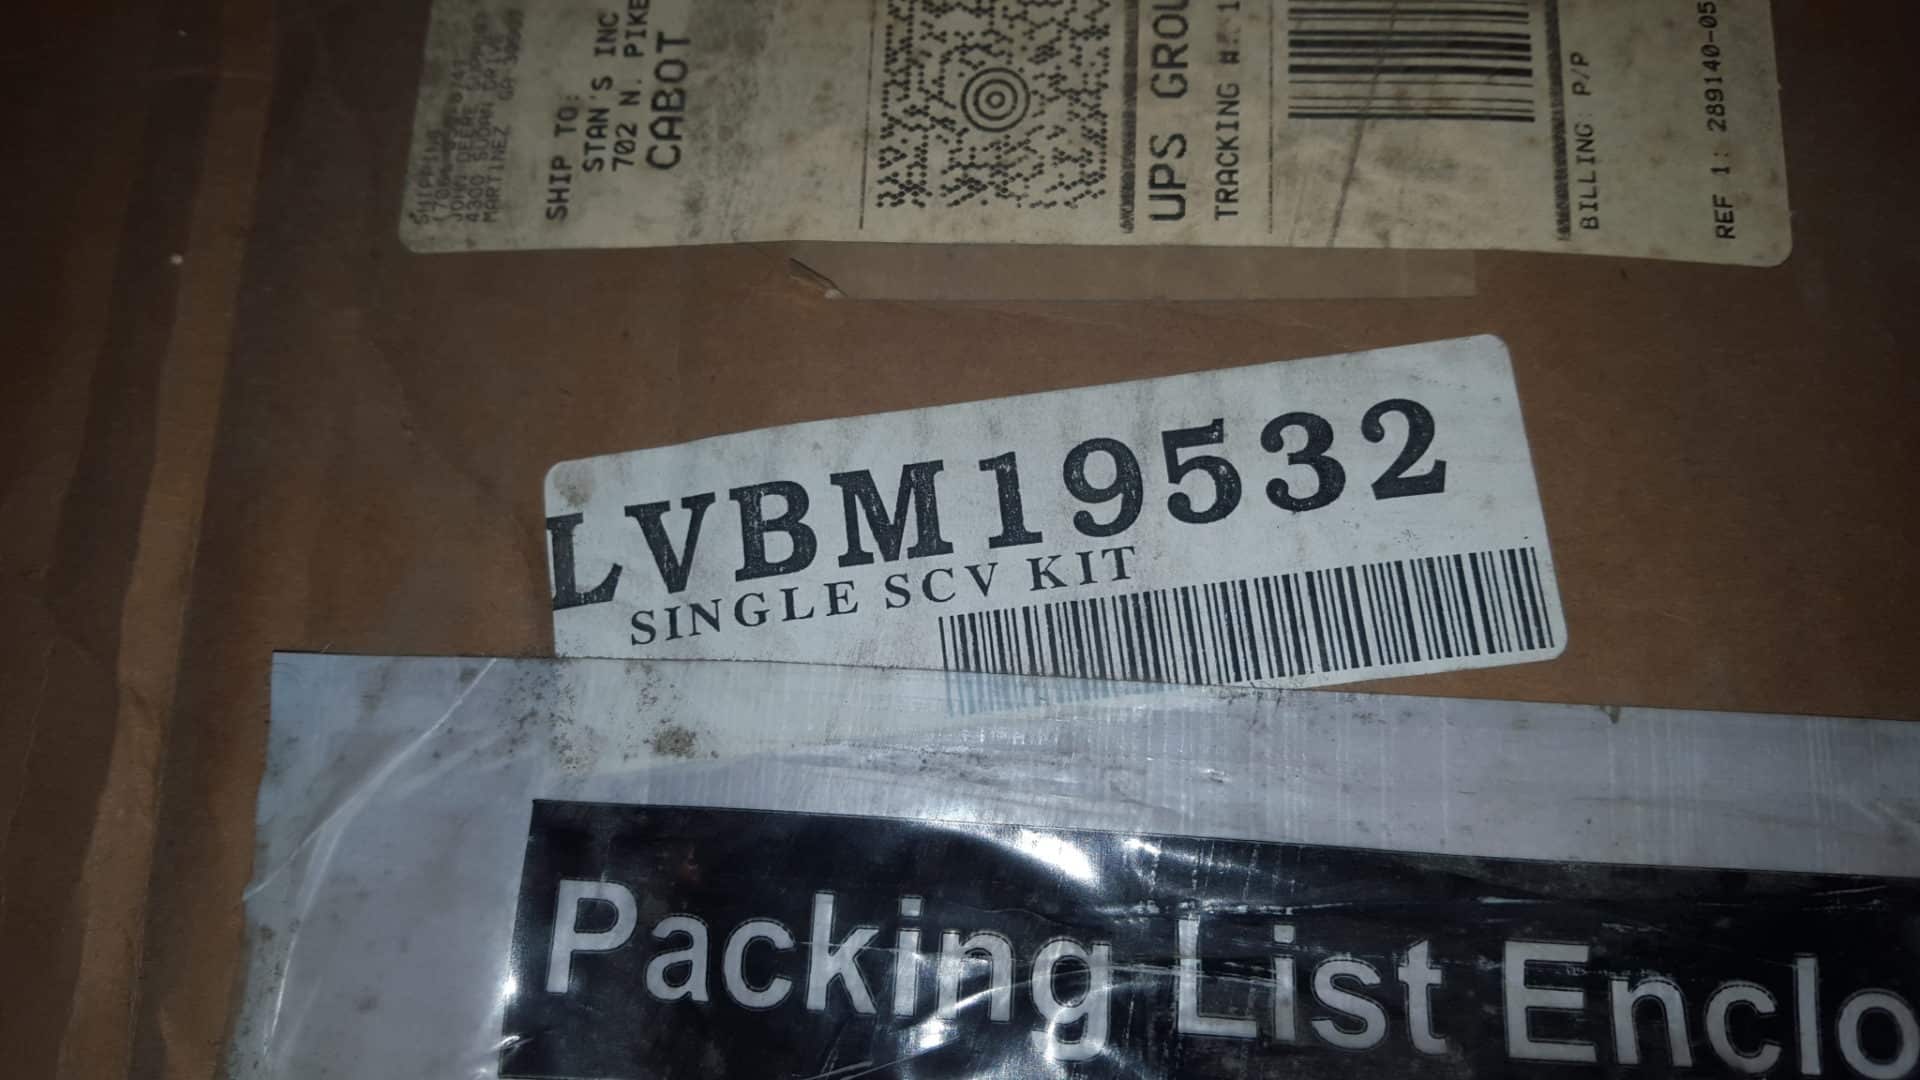 SHIP TO:
STAN'S INC
702 N. PIKE
CABOT
UPS GROU
TRACKING #: 1
BILLING: P/P
REF 1: 289140-05
LVBM19532
SINGLE SCV KIT
Packing List Enclo